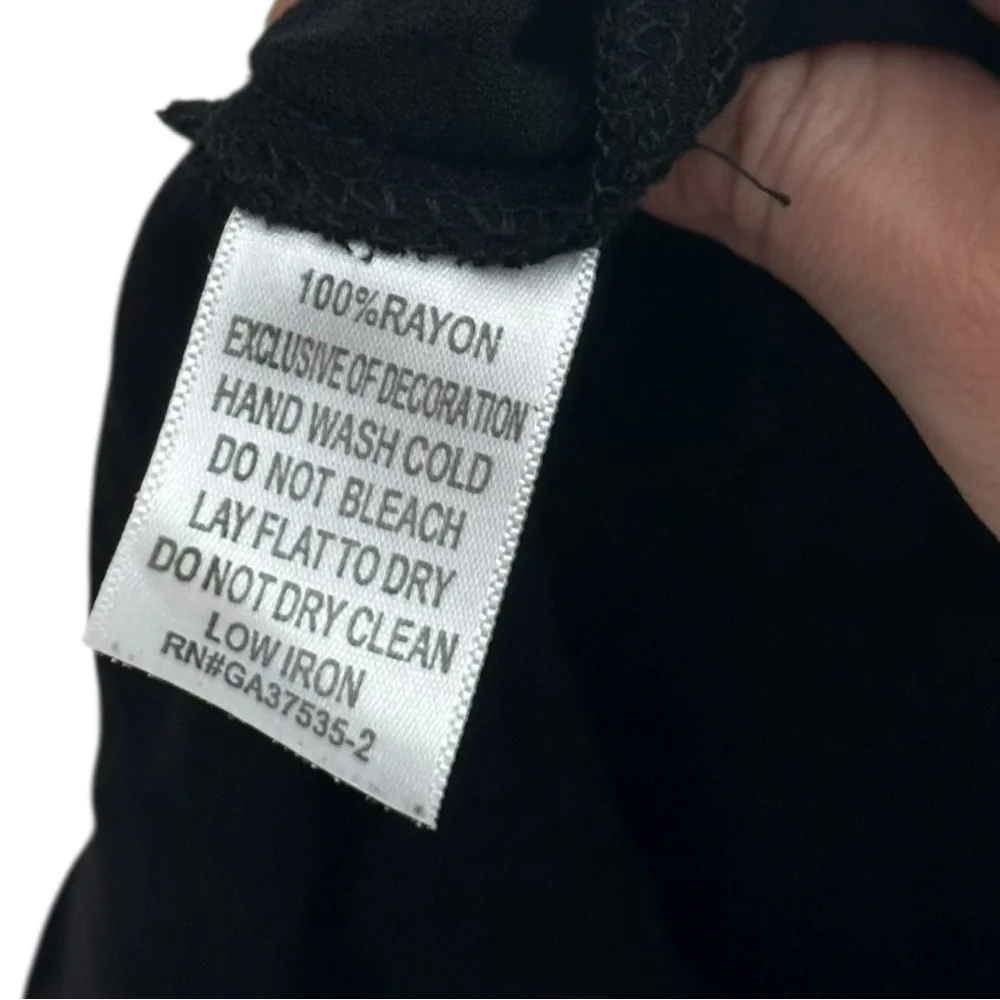 100%RAYON
EXCLUSIVE OF DECORATION
HAND WASH COLD
DO NOT BLEACH
LAY FLAT TO DRY
DO NOT DRY CLEAN
LOW IRON
RN#GA37535-2